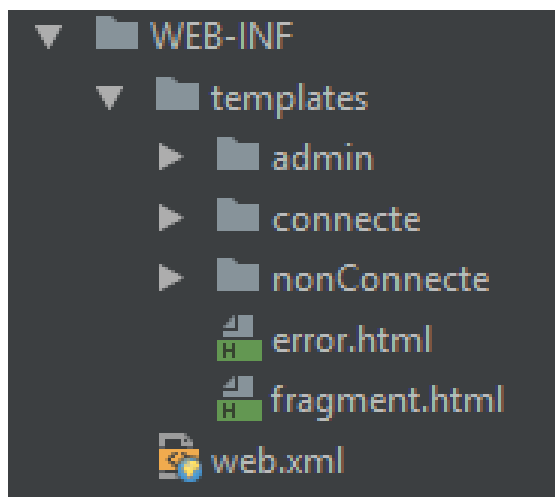 WEB-INF
templates
admin
connecte
nonConnecte
H error.html
H fragment.html
web.xml